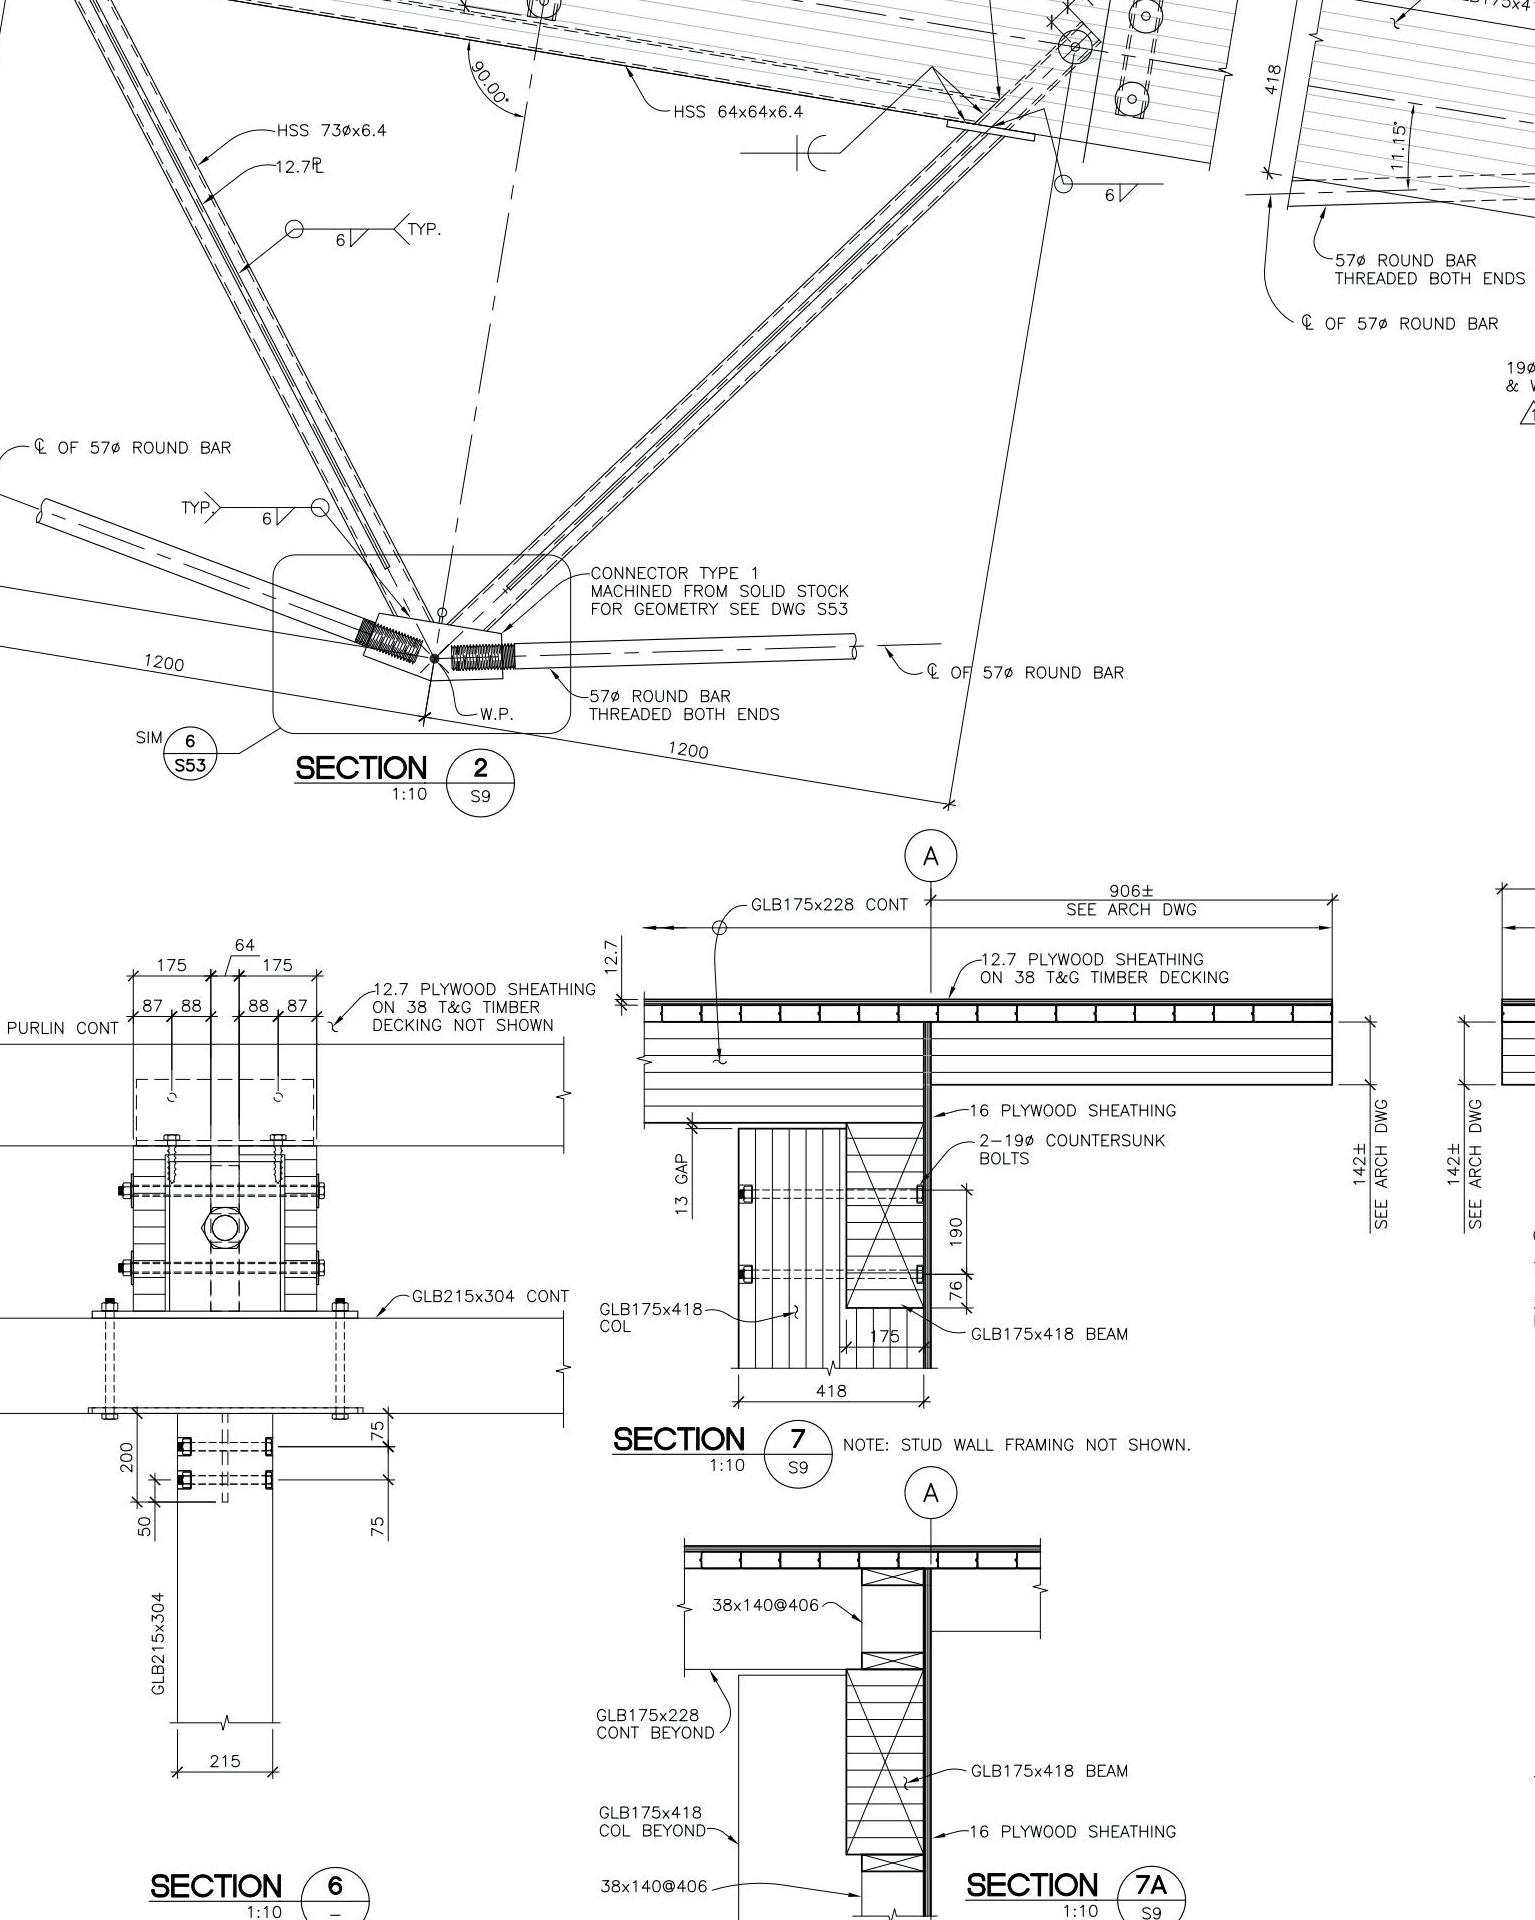 90.00°
HSS 64x64x6.4
418
11.15°
HSS 73øx6.4
12.7℄
6
TYP.
6
57ø ROUND BAR
THREADED BOTH ENDS
℄ OF 57ø ROUND BAR
19ø
&
℄ OF 57ø ROUND BAR
TYP.
6
CONNECTOR TYPE 1
MACHINED FROM SOLID STOCK
FOR GEOMETRY SEE DWG S53
1200
℄ OF 57ø ROUND BAR
57ø ROUND BAR
THREADED BOTH ENDS
W.P.
SIM
6
S53
1200
SECTION
2
1:10
S9
A
906±
SEE ARCH DWG
GLB175x228 CONT
12.7
12.7 PLYWOOD SHEATHING
ON 38 T&G TIMBER DECKING
64
175
175
87
88
88
87
12.7 PLYWOOD SHEATHING
ON 38 T&G TIMBER
DECKING NOT SHOWN
PURLIN CONT
16 PLYWOOD SHEATHING
2-19ø COUNTERSUNK
BOLTS
13 GAP
190
76
142±
SEE ARCH DWG
142±
SEE ARCH DWG
GLB215x304 CONT
GLB175x418
COL
175
GLB175x418 BEAM
418
SECTION
7
1:10
S9
NOTE: STUD WALL FRAMING NOT SHOWN.
200
50
75
75
GLB215x304
215
A
38x140@406
GLB175x228
CONT BEYOND
GLB175x418 BEAM
GLB175x418
COL BEYOND
16 PLYWOOD SHEATHING
38x140@406
SECTION
6
1:10
–
SECTION
7A
1:10
S9